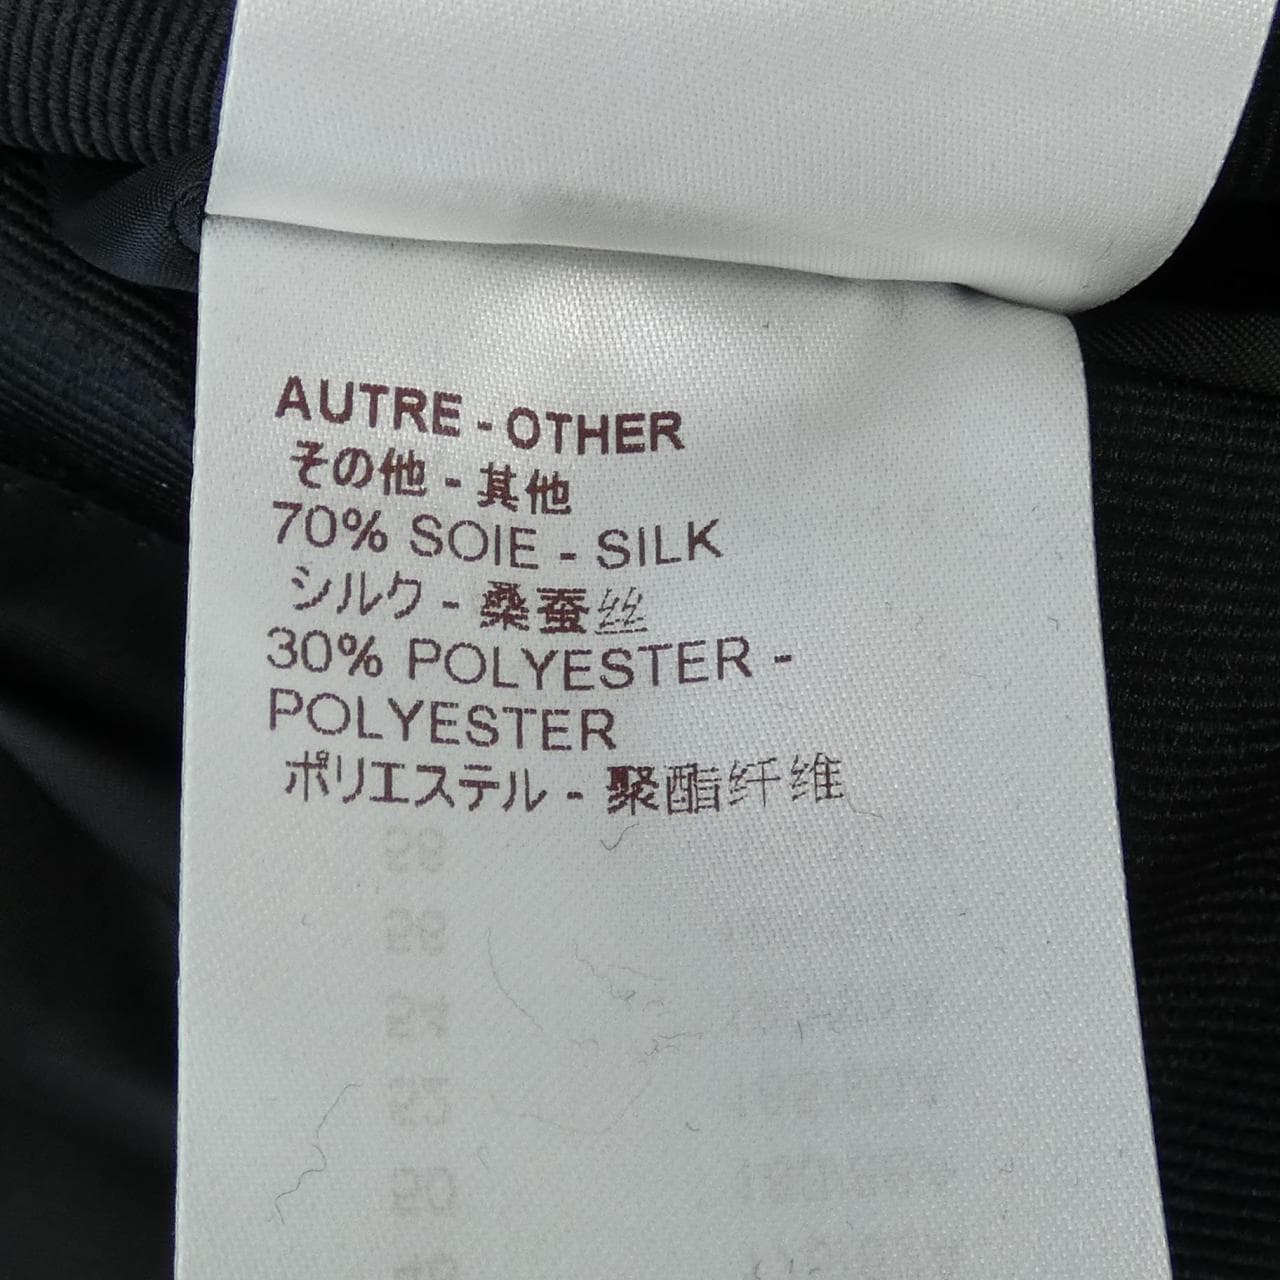 AUTRE - OTHER
その他 - 其他
70% SOIE - SILK
シルク - 桑蚕丝
30% POLYESTER -
POLYESTER
ポリエステル - 聚酯纤维